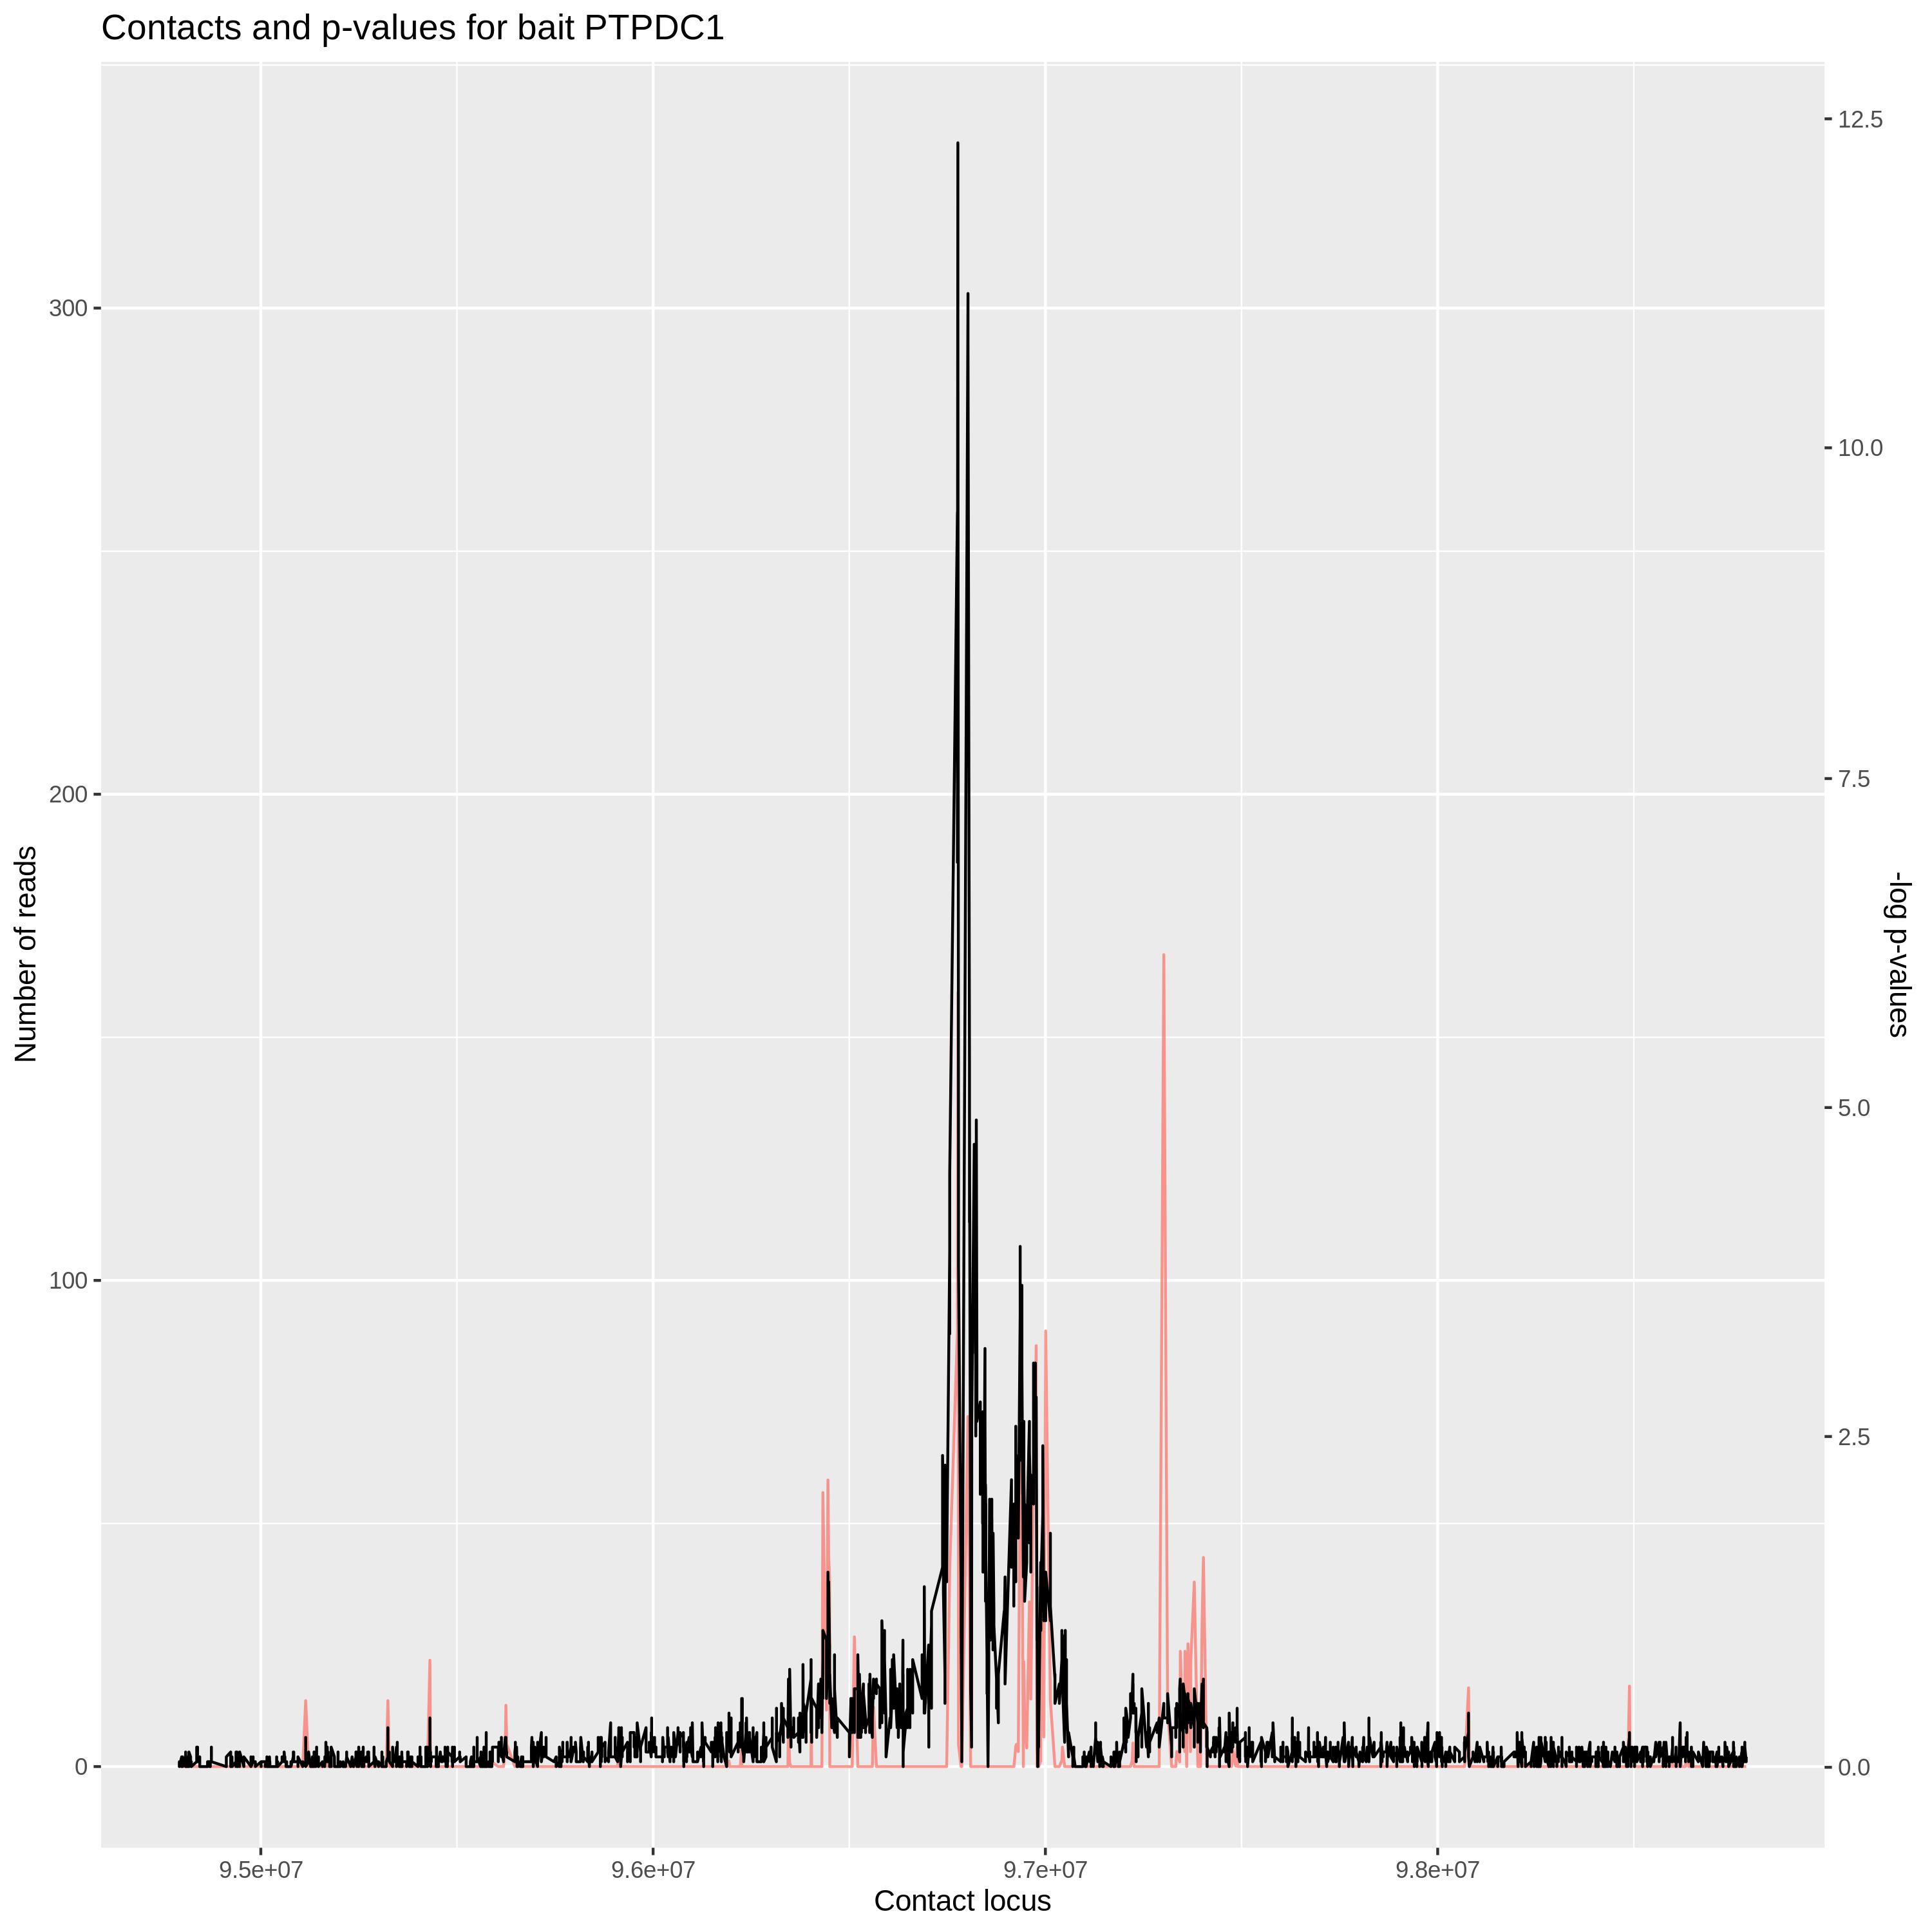 Contacts and p-values for bait PTPDC1
300
200
100
0
Number of reads
12.5
10.0
7.5
5.0
2.5
0.0
-log p-values
9.5e+07
9.6e+07
9.7e+07
9.8e+07
Contact locus